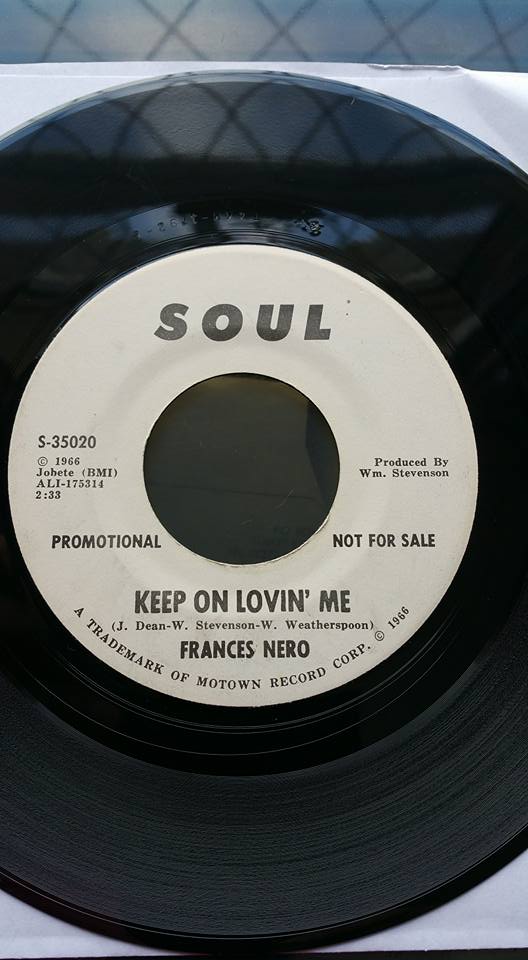 SOUL
S-35020
© 1966
Jobete (BMI)
ALI-175314
2:33
Produced By
Wm. Stevenson
PROMOTIONAL
NOT FOR SALE
KEEP ON LOVIN' ME
(J. Dean-W. Stevenson-W. Weatherspoon)
FRANCES NERO
A TRADEMARK OF MOTOWN RECORD CORP. © 1966